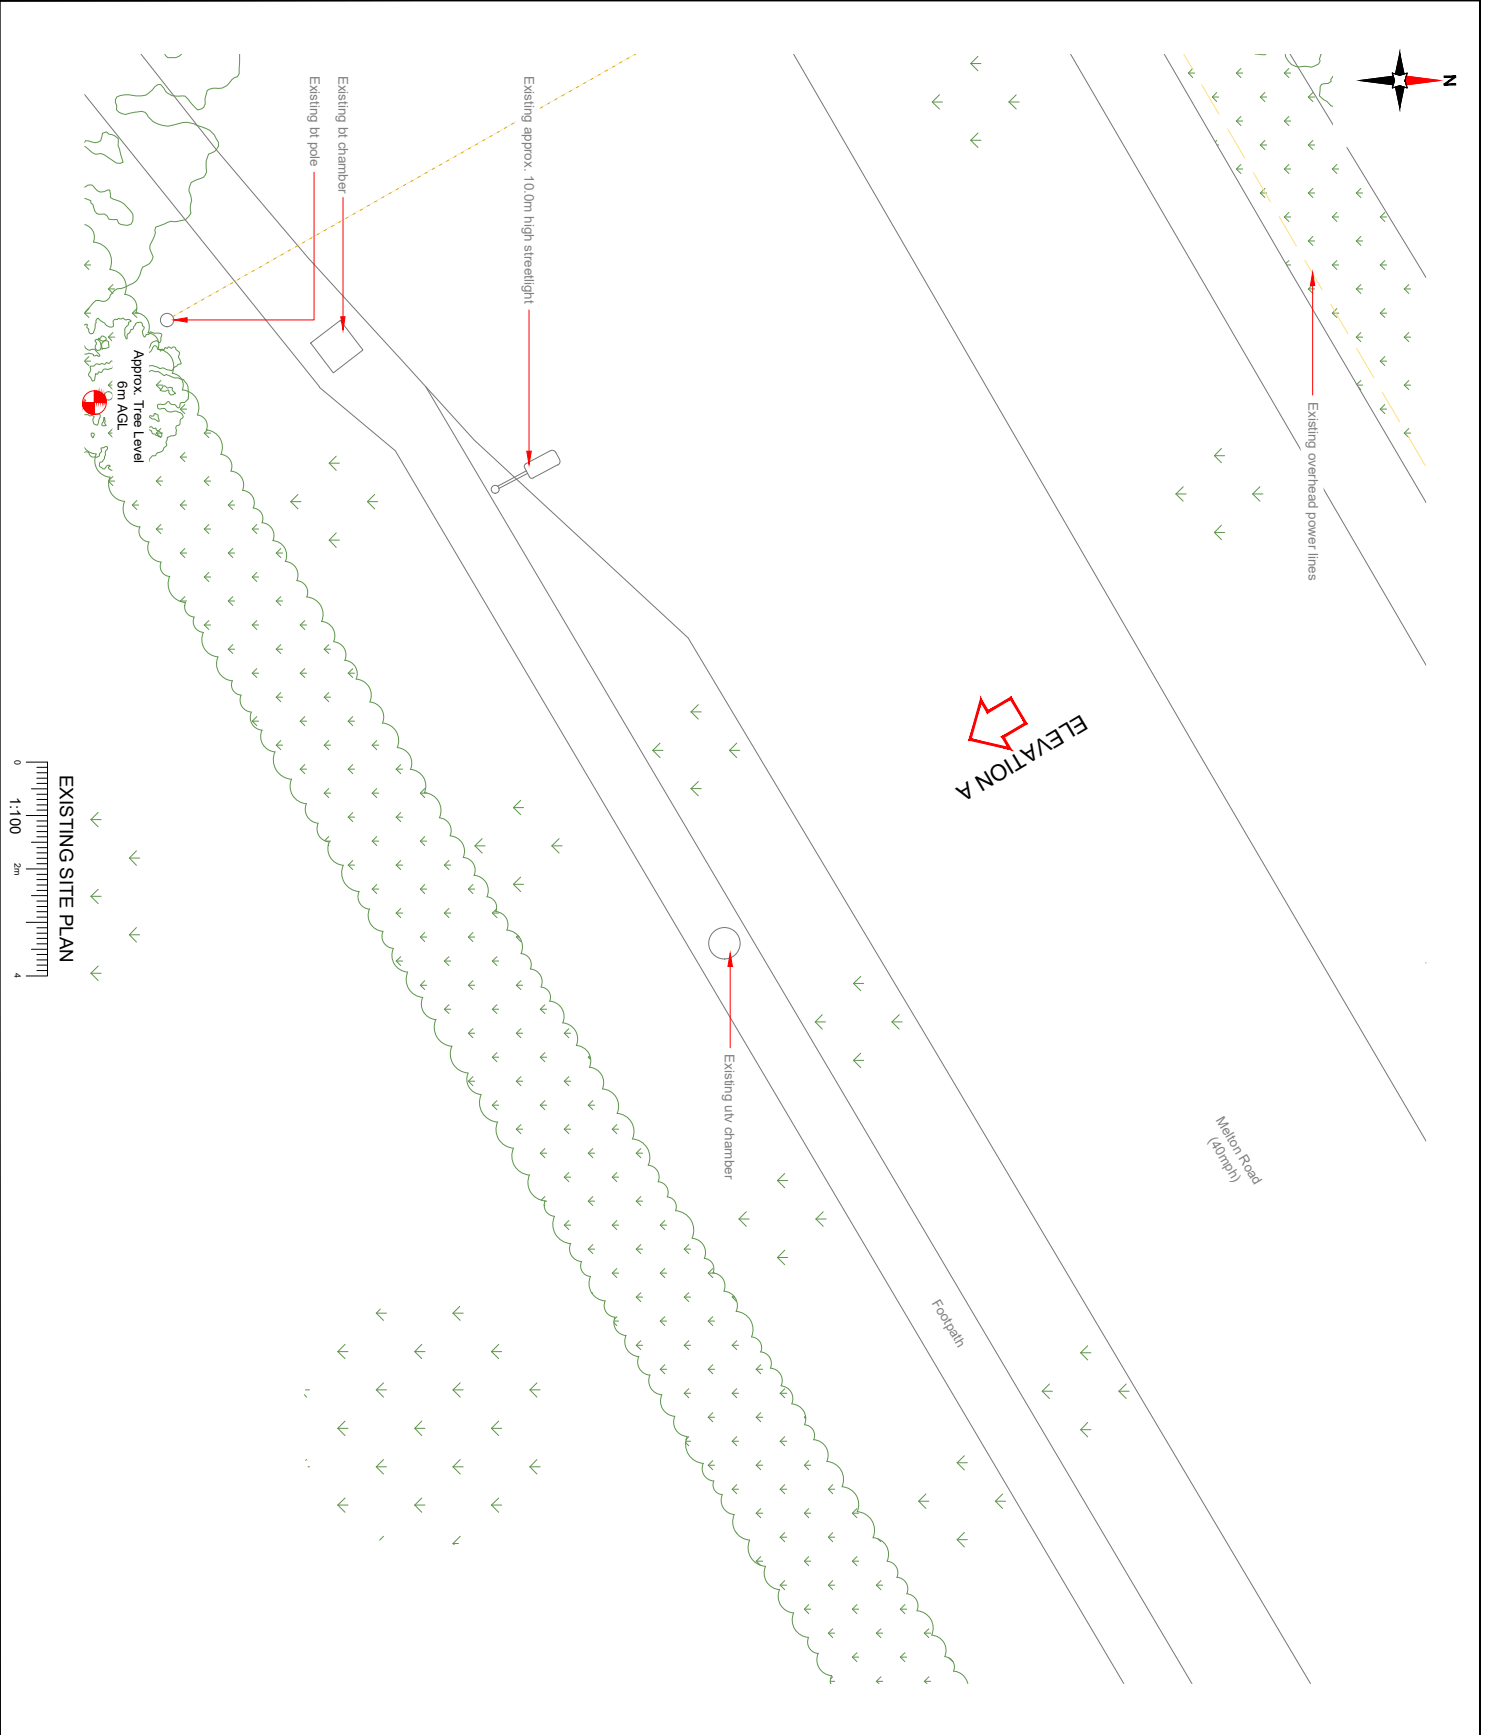 N
Existing overhead power lines
Existing approx. 10.0m high streetlight
Existing bt chamber
Existing bt pole
Approx. Tree Level
6m AGL
ELEVATION A
Melton Road
(40mph)
Existing utv chamber
Footpath
EXISTING SITE PLAN
0
2m
4
1:100